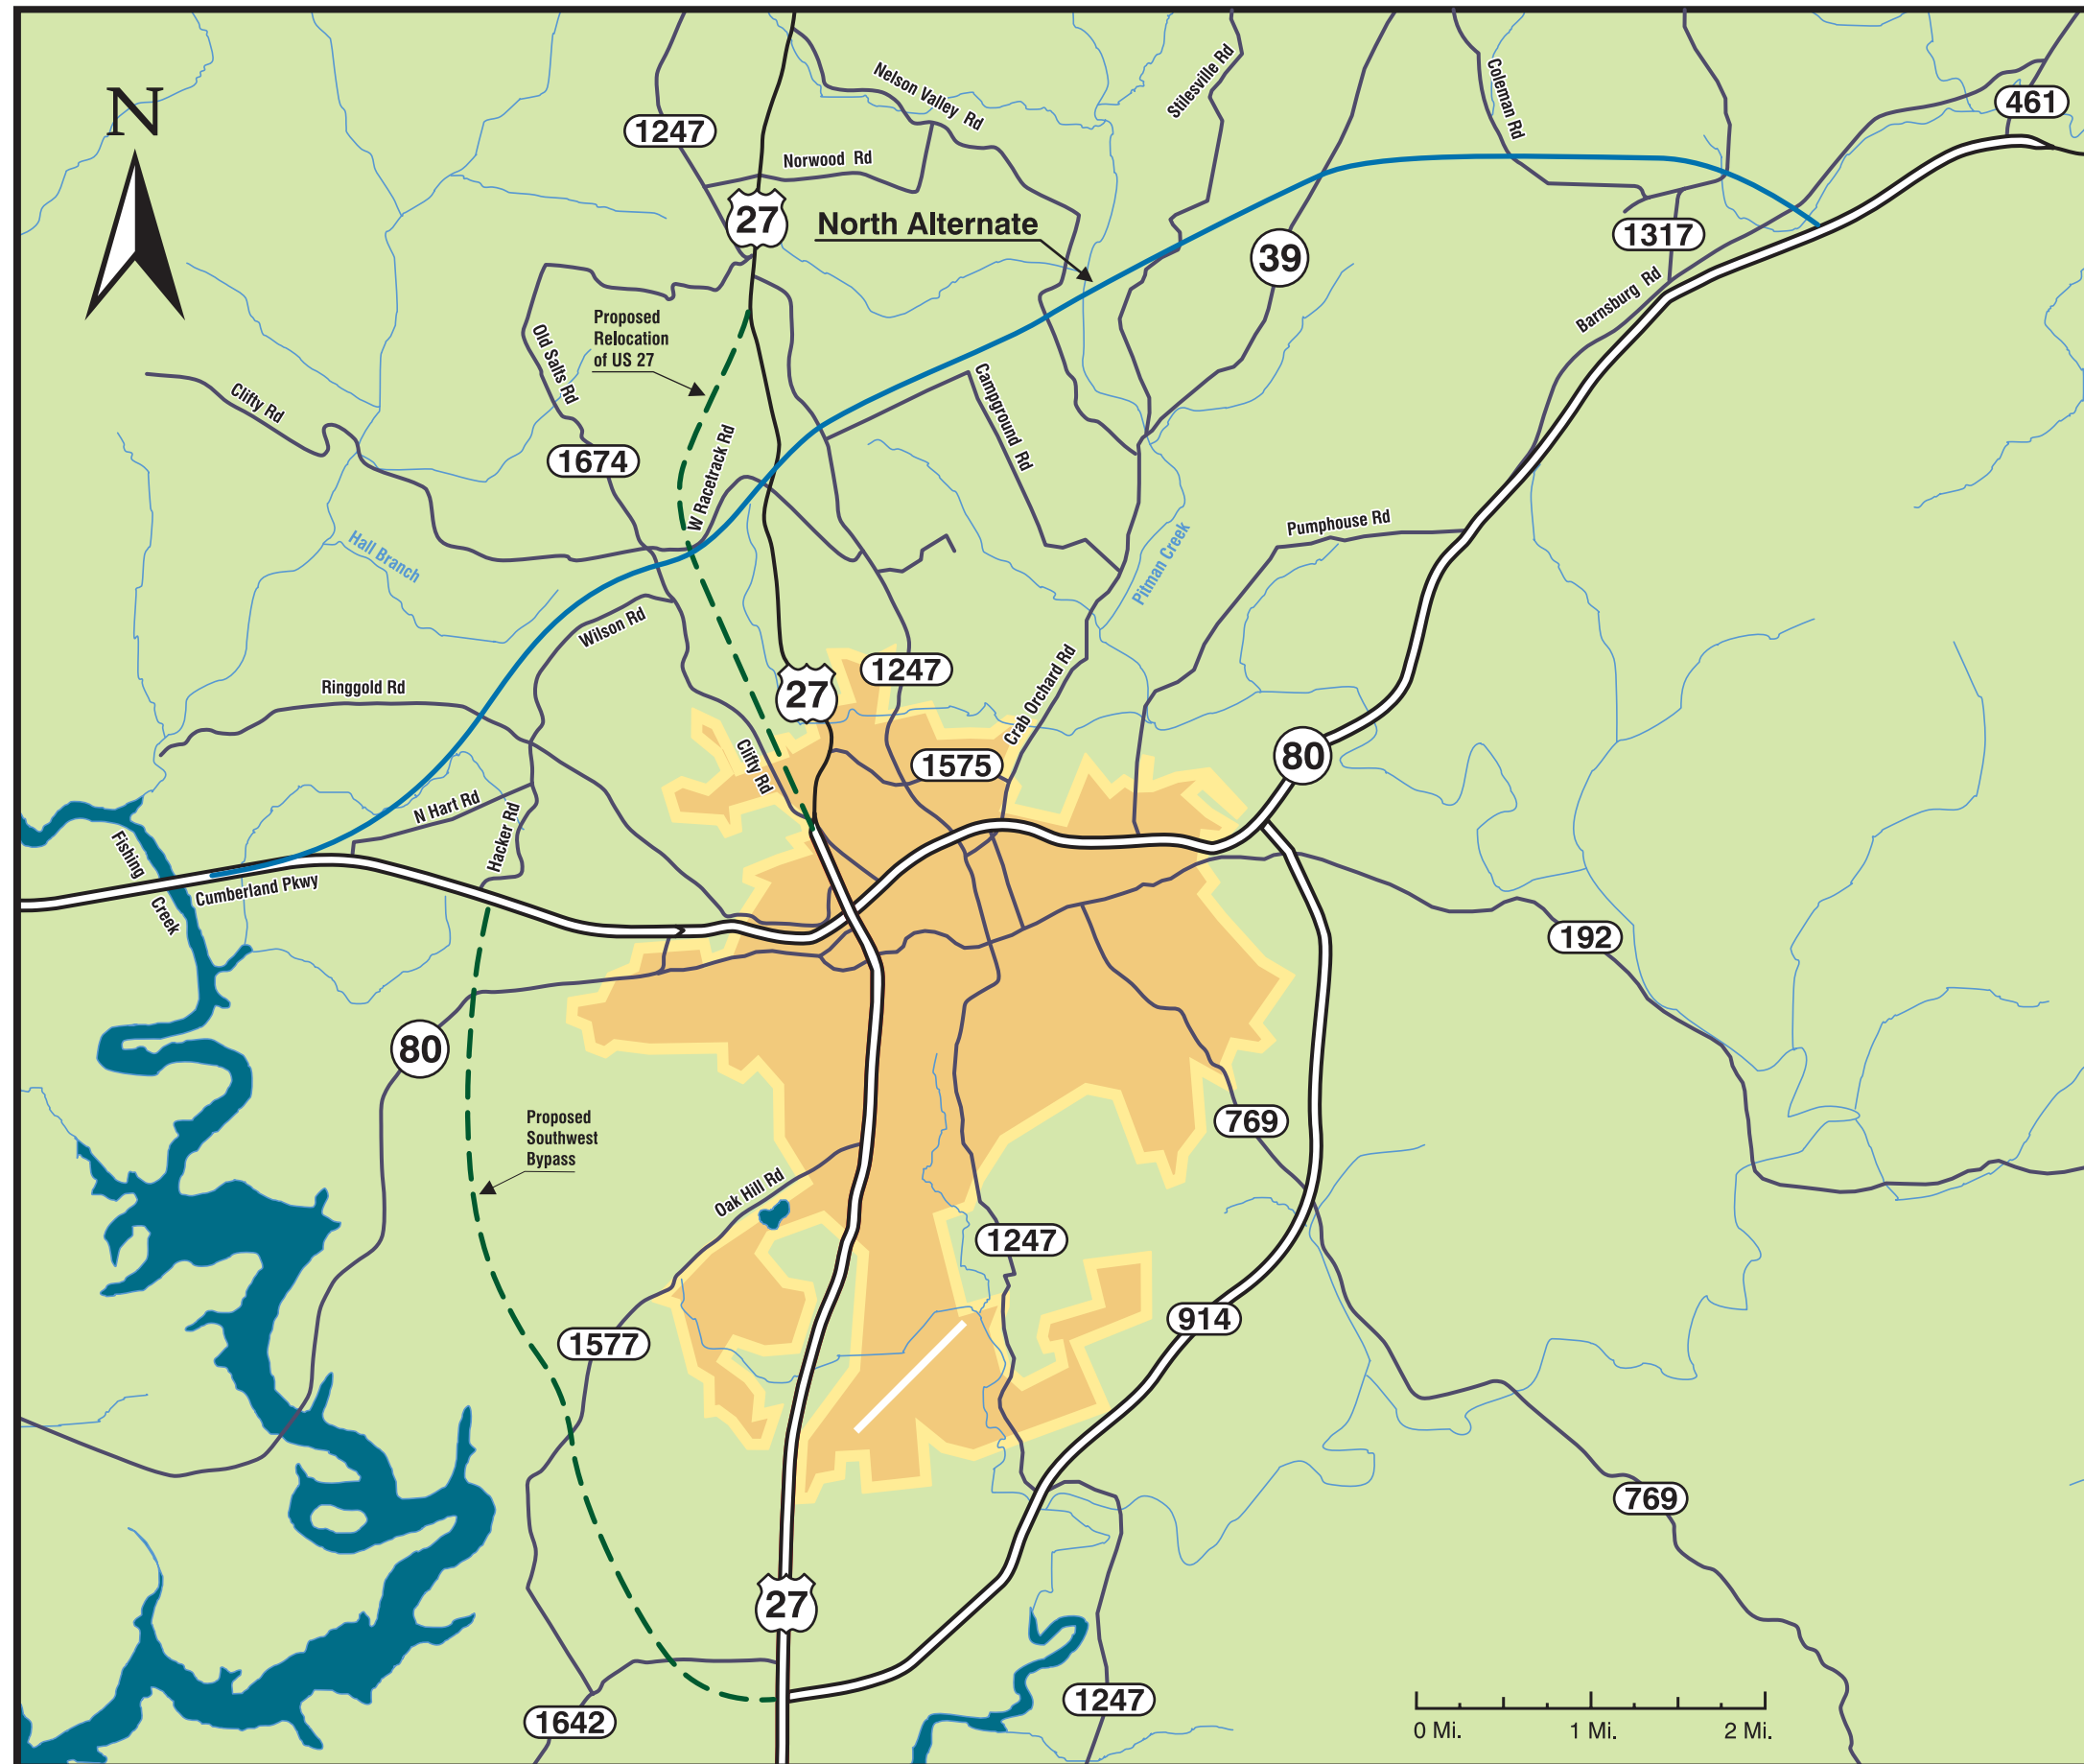 N
461
Nelson Valley Rd
Stilesville Rd
Coleman Rd
1247
Norwood Rd
27
North Alternate
1317
39
Barnsburg Rd
Proposed
Relocation
of US 27
Old Salts Rd
Clifty Rd
Campground Rd
1674
W Racetrack Rd
Pumphouse Rd
Hall Branch
Pitman Creek
Wilson Rd
1247
Ringgold Rd
27
Crab Orchard Rd
80
1575
Clifty Rd
N Hart Rd
Hacker Rd
Fishing
Creek
Cumberland Pkwy
192
80
Proposed
Southwest
Bypass
769
Oak Hill Rd
1247
914
1577
769
27
1247
1642
0 Mi.
1 Mi.
2 Mi.